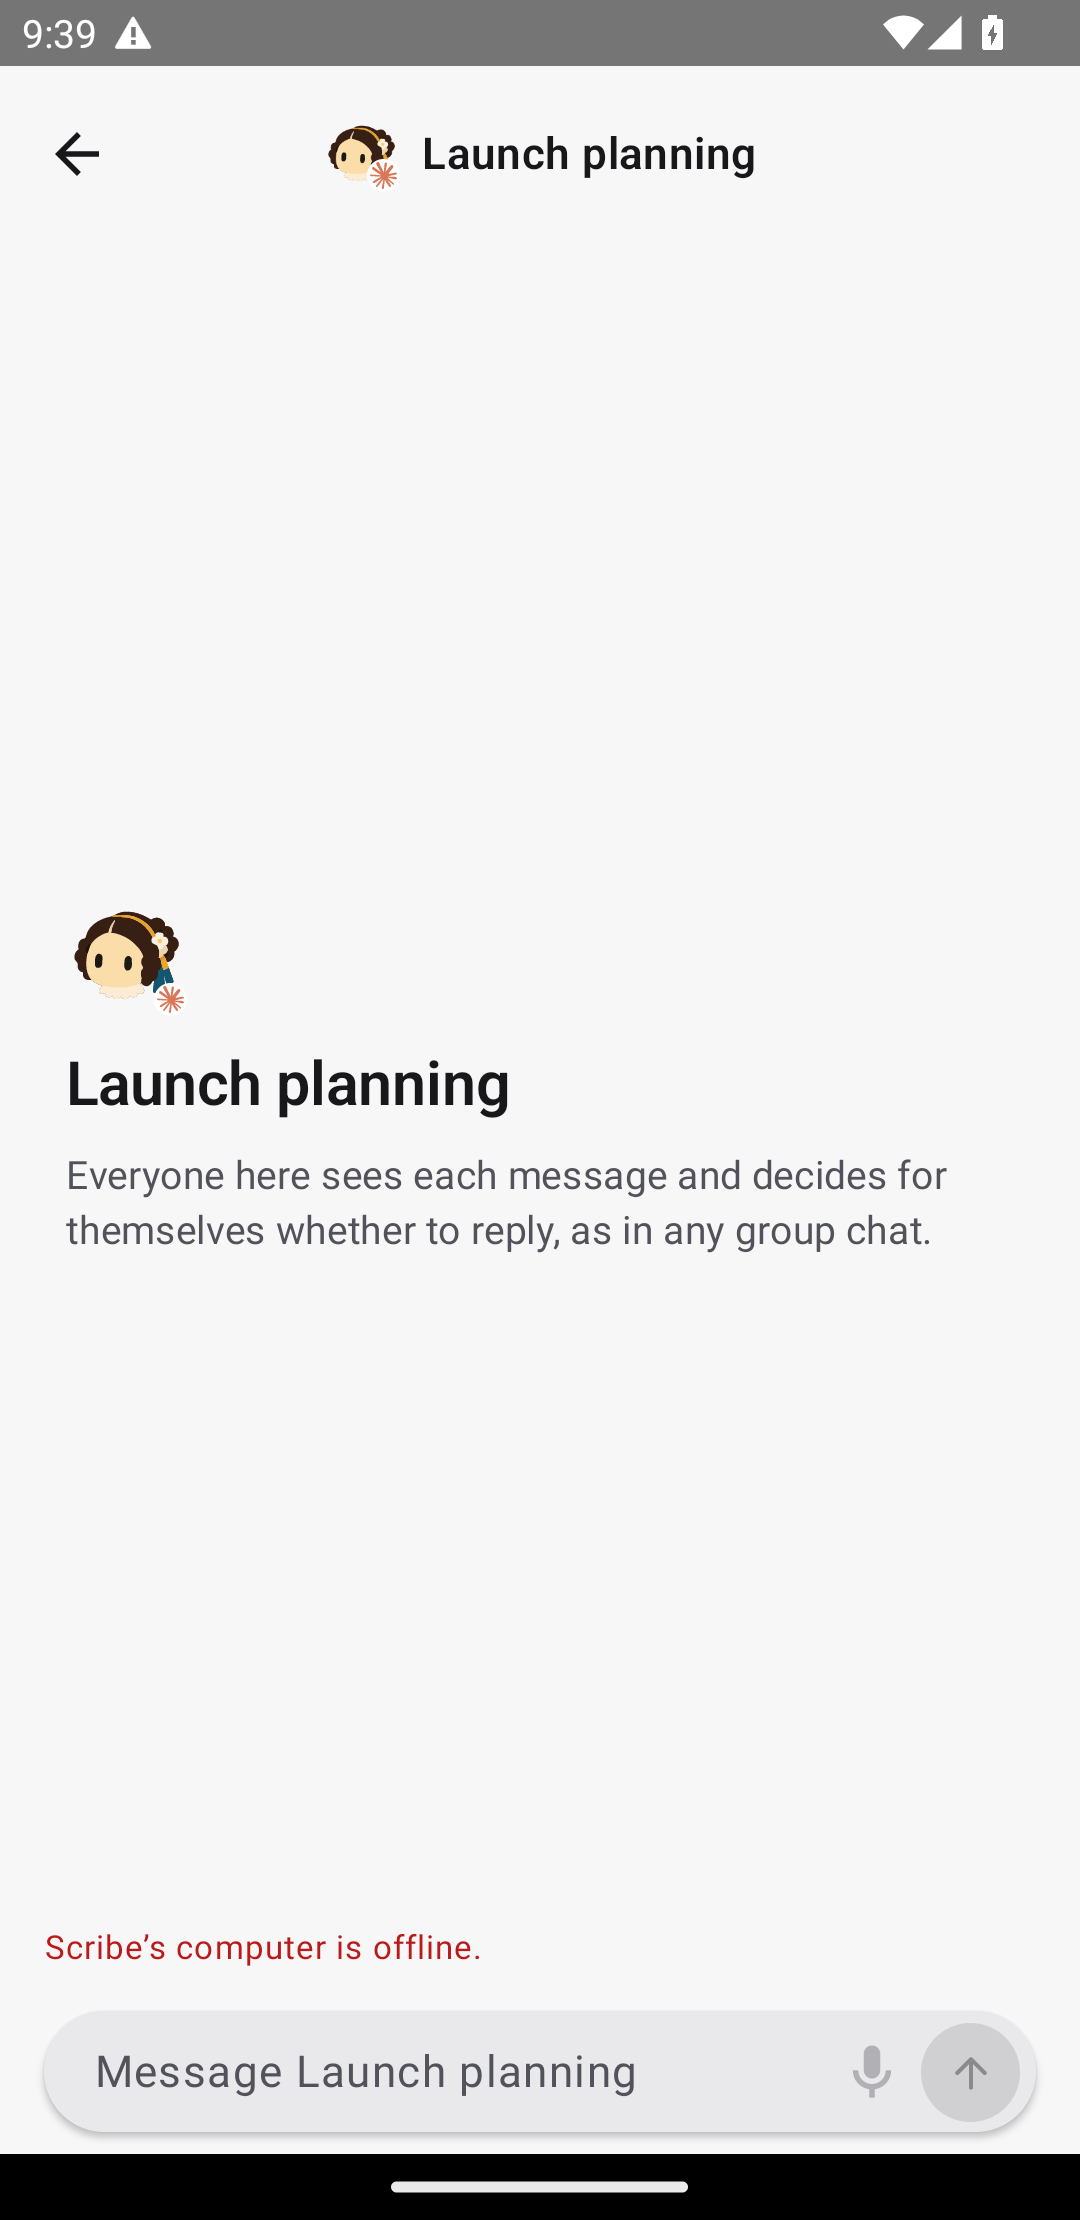 9:39
Launch planning
Launch planning
Everyone here sees each message and decides for
themselves whether to reply, as in any group chat.
Scribe’s computer is offline.
Message Launch planning